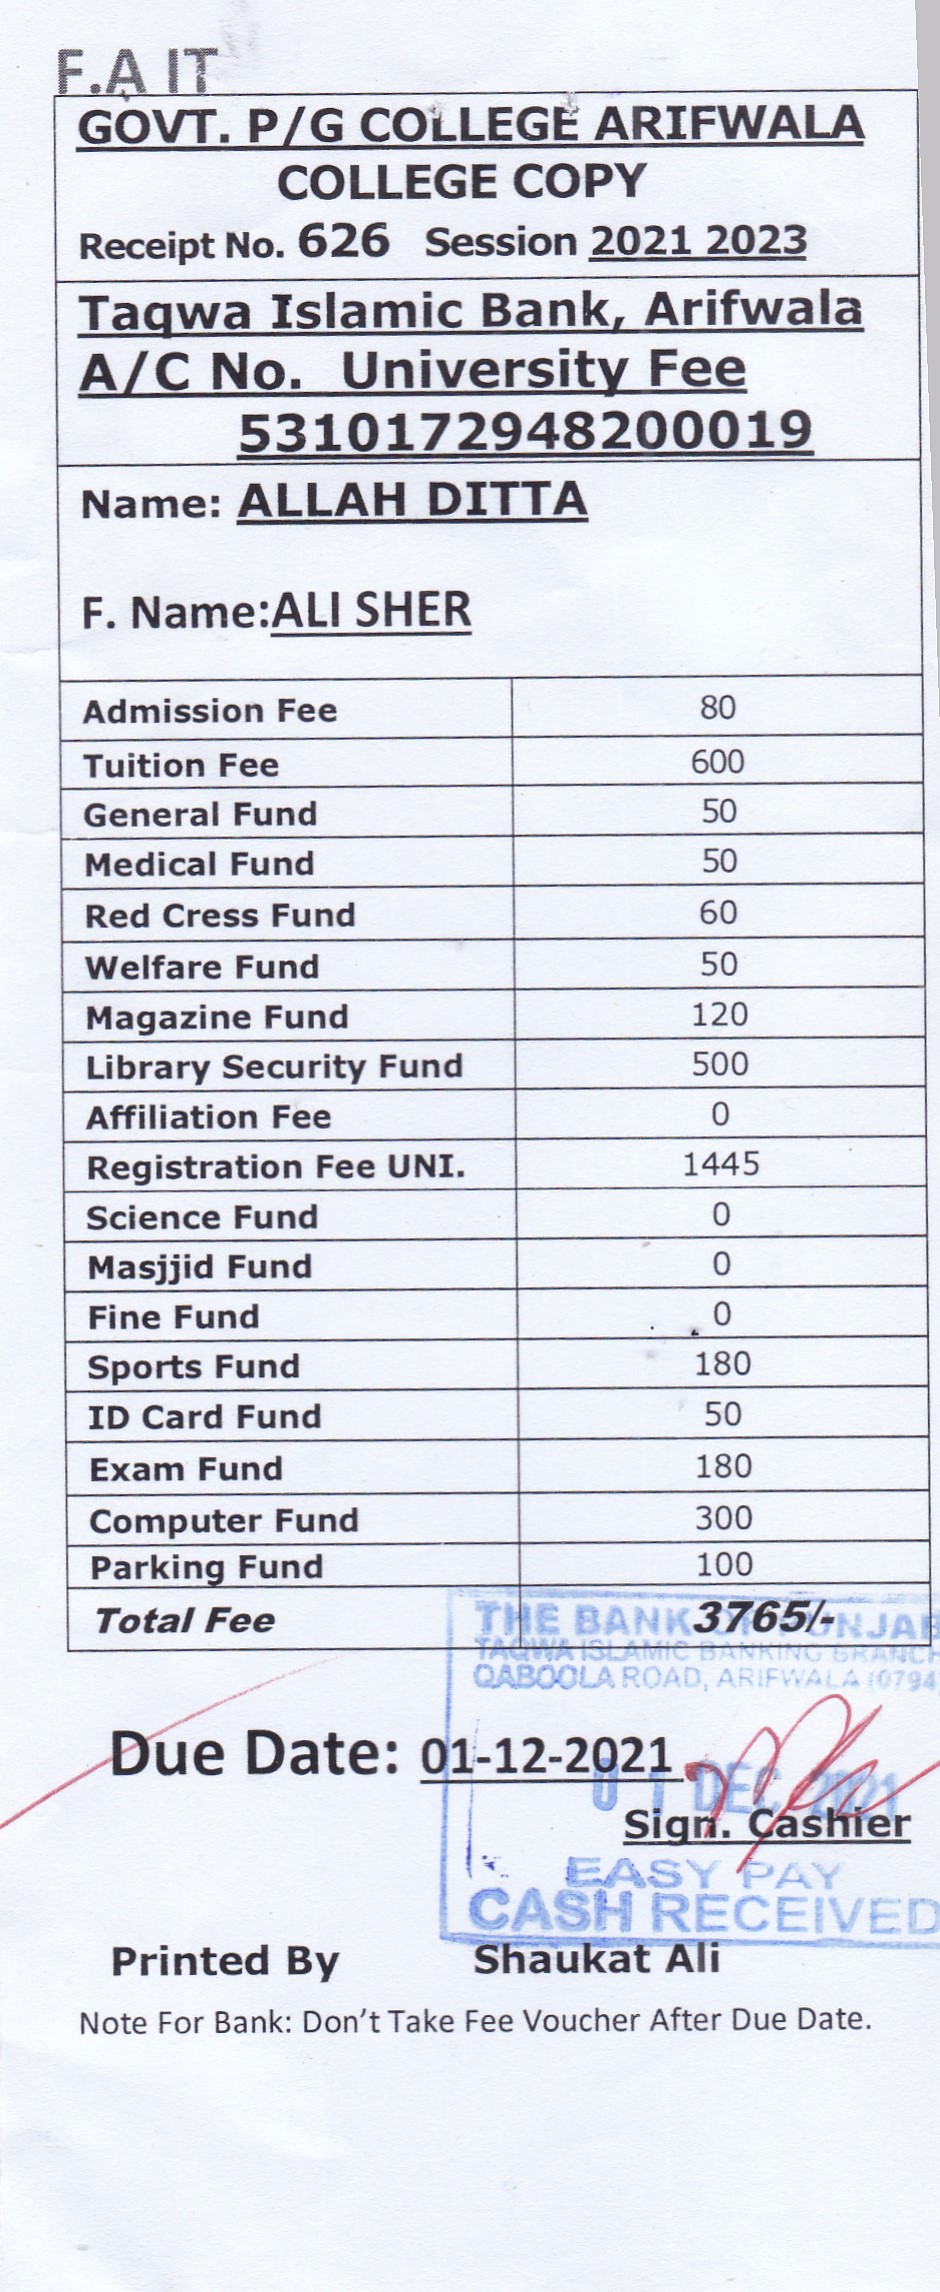 F.A IT
GOVT. P/G COLLEGE ARIFWALA
COLLEGE COPY
Receipt No. 626 Session 2021 2023
Taqwa Islamic Bank, Arifwala
A/C No. University Fee
5310172948200019
Name: ALLAH DITTA
F. Name:ALI SHER
Admission Fee 80
Tuition Fee 600
General Fund 50
Medical Fund 50
Red Cress Fund 60
Welfare Fund 50
Magazine Fund 120
Library Security Fund 500
Affiliation Fee 0
Registration Fee UNI. 1445
Science Fund 0
Masjjid Fund 0
Fine Fund 0
Sports Fund 180
ID Card Fund 50
Exam Fund 180
Computer Fund 300
Parking Fund 100
Total Fee 3765/-
THE BANK OF PUNJAB
TAQWA ISLAMIC BANKING BRANCH
QABOOLA ROAD, ARIFWALA (0794)
Due Date: 01-12-2021
01 DEC 2021
Sign. Cashier
EASY PAY
CASH RECEIVED
Printed By Shaukat Ali
Note For Bank: Don't Take Fee Voucher After Due Date.